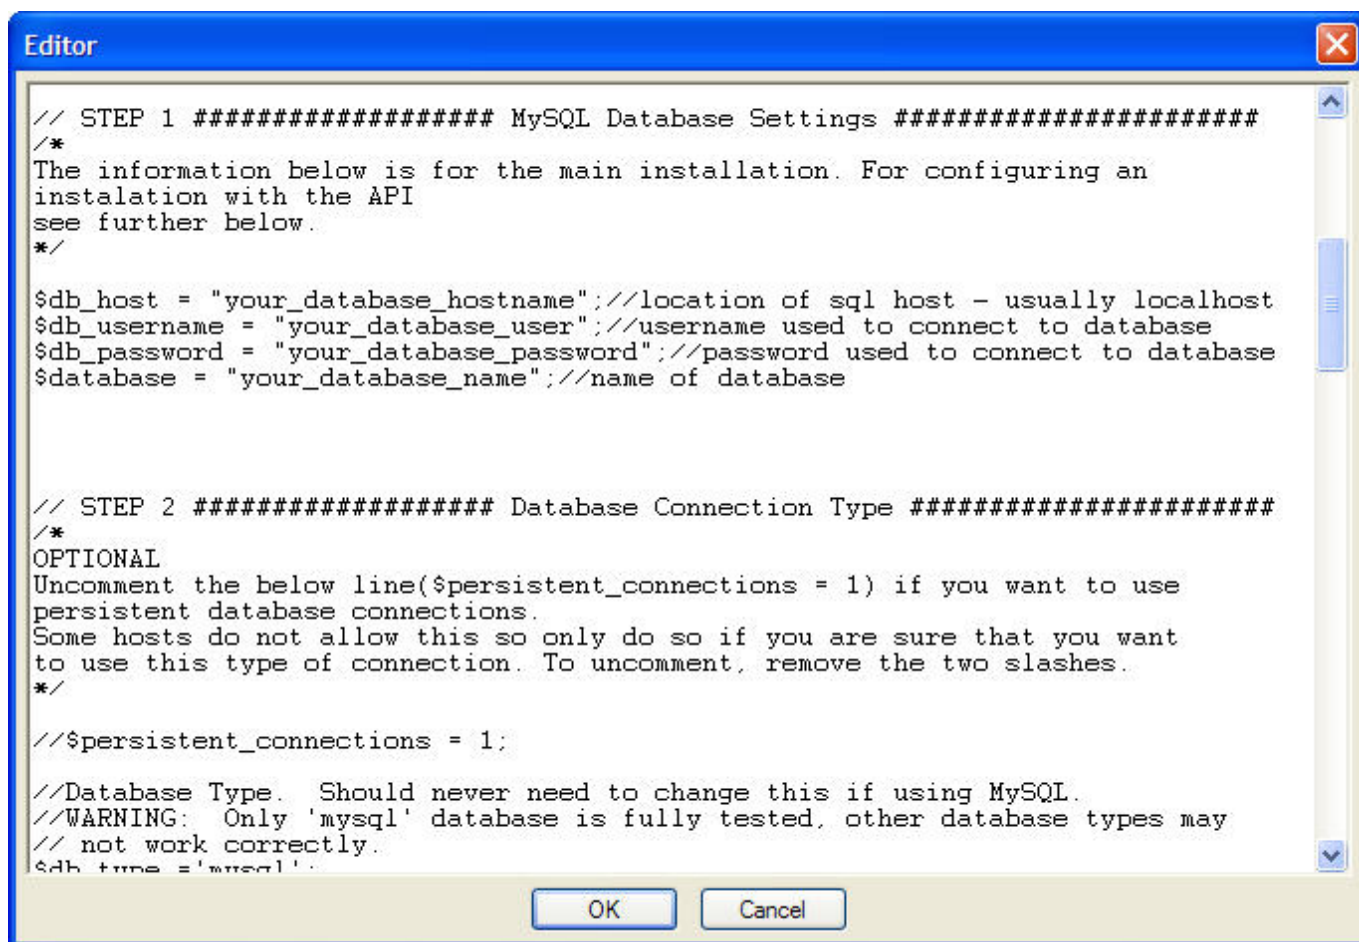 Editor
// STEP 1 ################### MySQL Database Settings #######################
/*
The information below is for the main installation. For configuring an
instalation with the API
see further below.
*/
$db_host = "your_database_hostname";//location of sql host - usually localhost
$db_username = "your_database_user";//username used to connect to database
$db_password = "your_database_password";//password used to connect to database
$database = "your_database_name";//name of database
// STEP 2 ################### Database Connection Type #######################
/*
OPTIONAL
Uncomment the below line($persistent_connections = 1) if you want to use
persistent database connections.
Some hosts do not allow this so only do so if you are sure that you want
to use this type of connection. To uncomment, remove the two slashes.
*/
//$persistent_connections = 1;
//Database Type.  Should never need to change this if using MySQL.
//WARNING:  Only 'mysql' database is fully tested, other database types may
// not work correctly.
$db_type ='mysql';
OK
Cancel